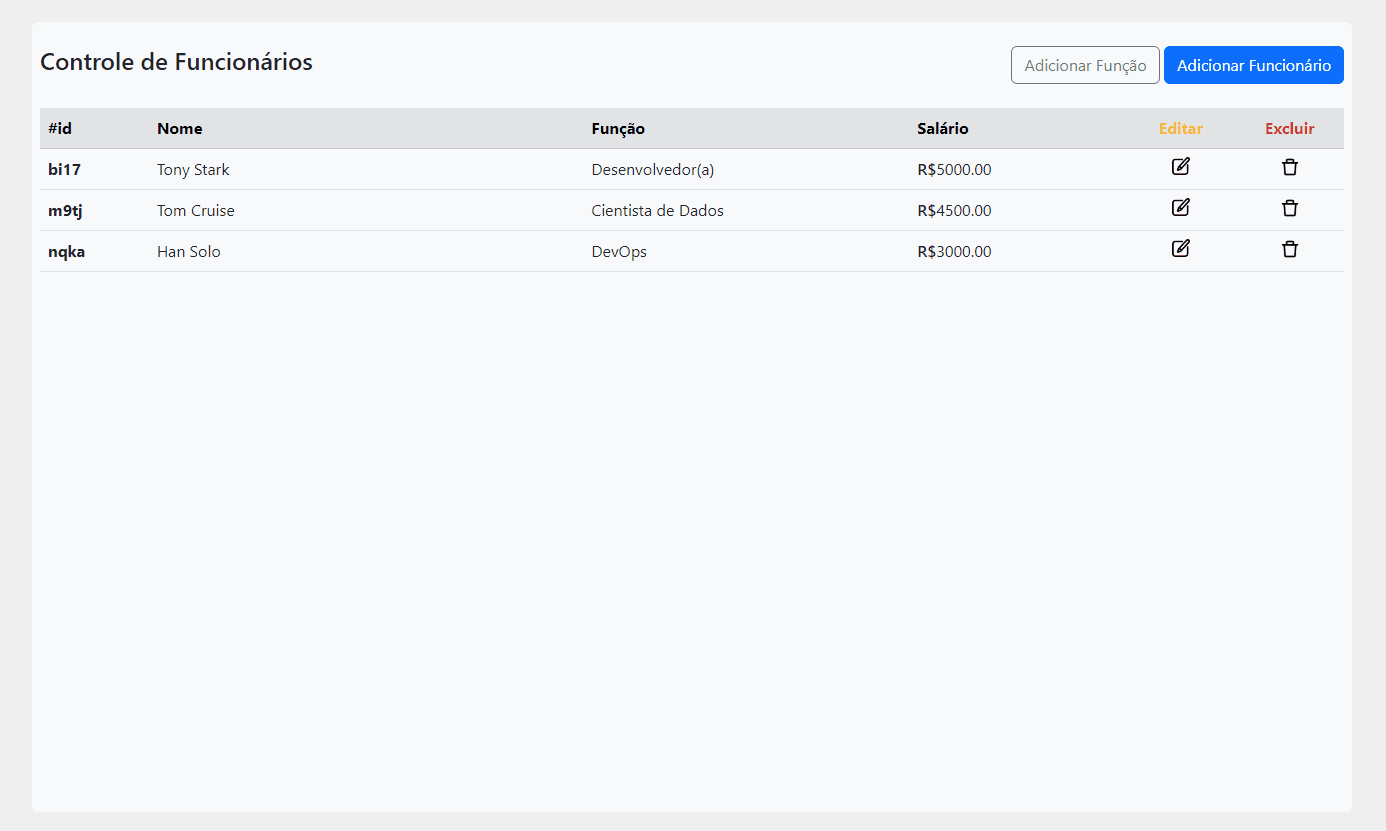 Controle de Funcionários
Adicionar Função Adicionar Funcionário
#id Nome Função Salário Editar Excluir
bi17 Tony Stark Desenvolvedor(a) R$5000.00
m9tj Tom Cruise Cientista de Dados R$4500.00
nqka Han Solo DevOps R$3000.00